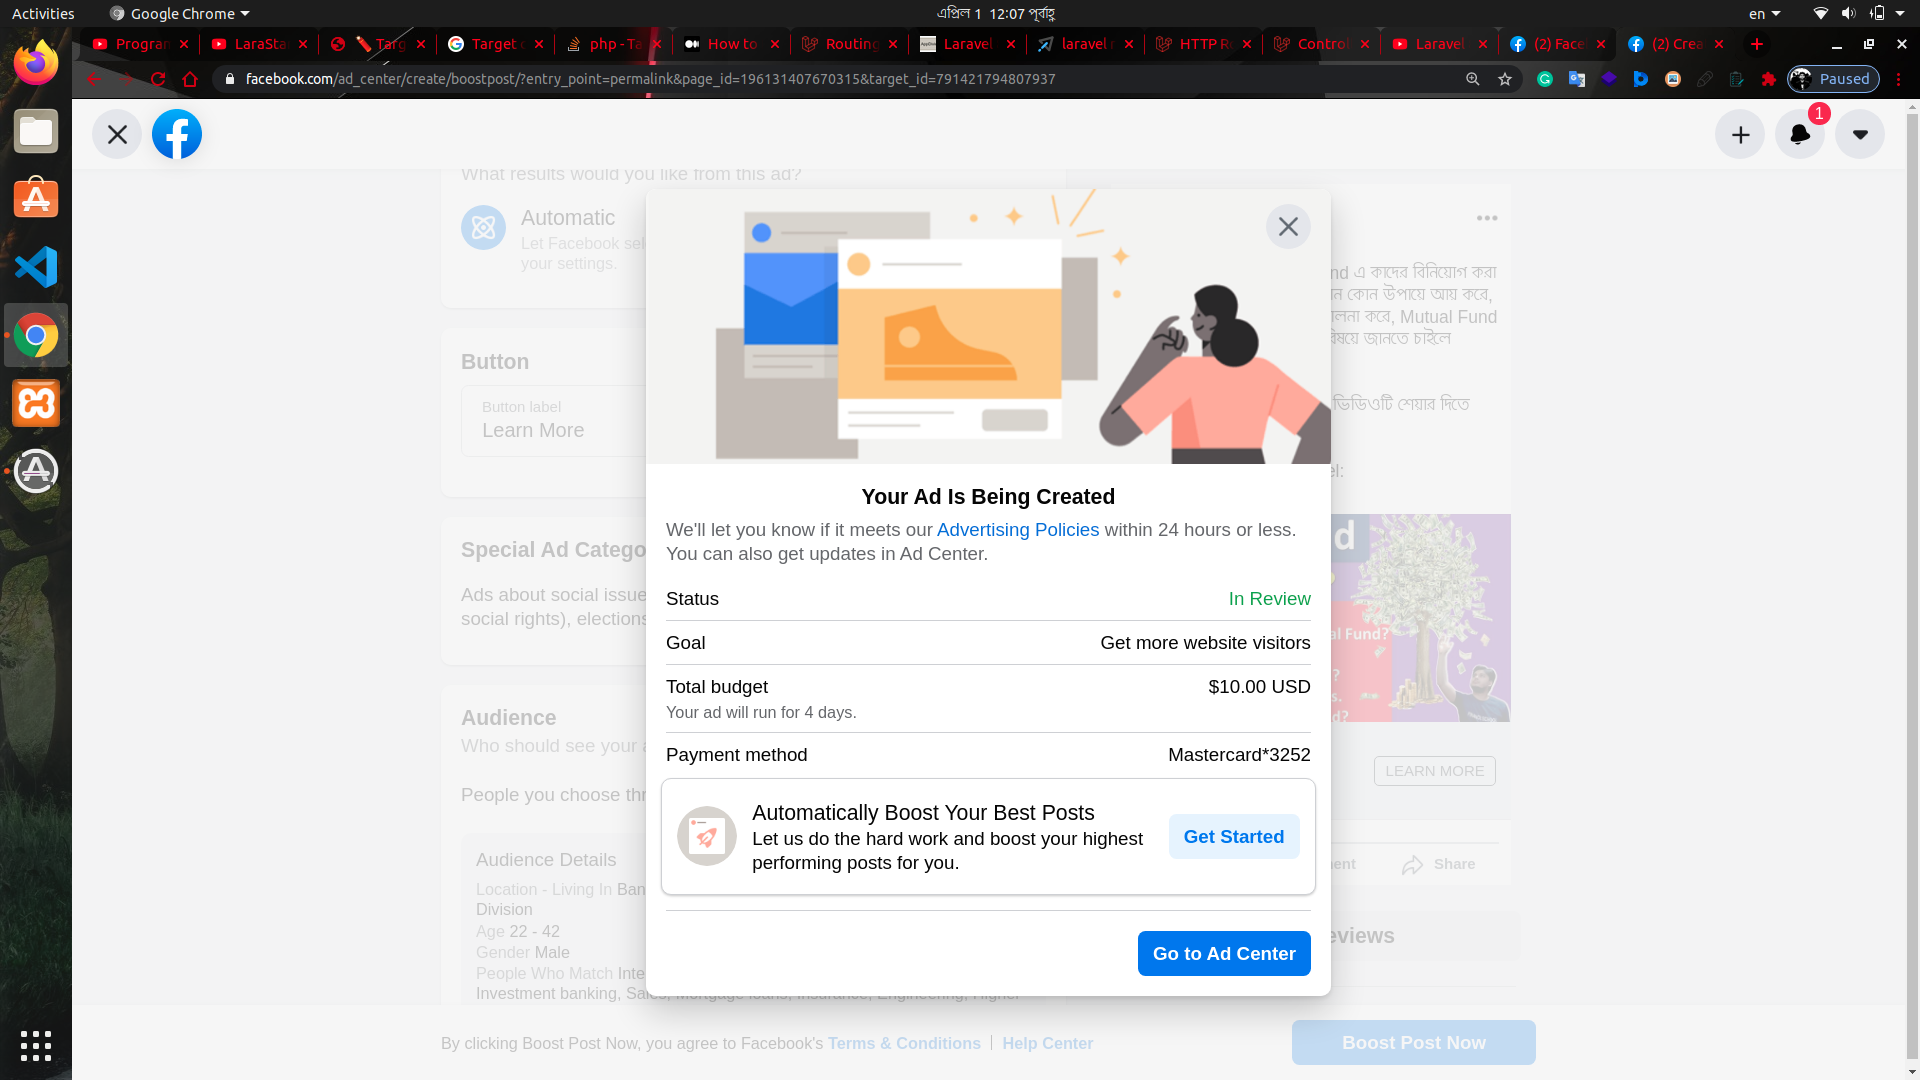 Activities
Google Chrome
এপ্রিল 1 12:07 পূর্বাহ্ণ
en
Program
LaraSta
Targ
Target
php - Ta
How to
Routing
Laravel
laravel
HTTP Re
Control
Laravel
(2) Face
(2) Crea
facebook.com/ad_center/create/boostpost/?entry_point=permalink&page_id=196131407670315&target_id=791421794807937
Paused
1
What results would you like from this ad?
Automatic
Let Facebook sel
your settings.
Button
Button label
Learn More
Special Ad Catego
Ads about social issue
social rights), elections
Audience
Who should see your a
People you choose thr
Audience Details
Location - Living In Ban
Division
Age 22 - 42
Gender Male
People Who Match Inte
Investment banking, Sales, Mortgage loans, Insurance, Engineering, Higher
Your Ad Is Being Created
We'll let you know if it meets our Advertising Policies within 24 hours or less.
You can also get updates in Ad Center.
Status In Review
Goal Get more website visitors
Total budget $10.00 USD
Your ad will run for 4 days.
Payment method Mastercard*3252
Automatically Boost Your Best Posts
Let us do the hard work and boost your highest
performing posts for you.
Get Started
Go to Ad Center
nd এ কাদের বিনিয়োগ করা
ন কোন উপায়ে আয় করে,
লনা করে, Mutual Fund
বিষয়ে জানতে চাইলে
ভিডিওটি শেয়ার দিতে
el:
d
al Fund?
?
s.
d?
LEARN MORE
ent
Share
eviews
By clicking Boost Post Now, you agree to Facebook's Terms & Conditions | Help Center
Boost Post Now